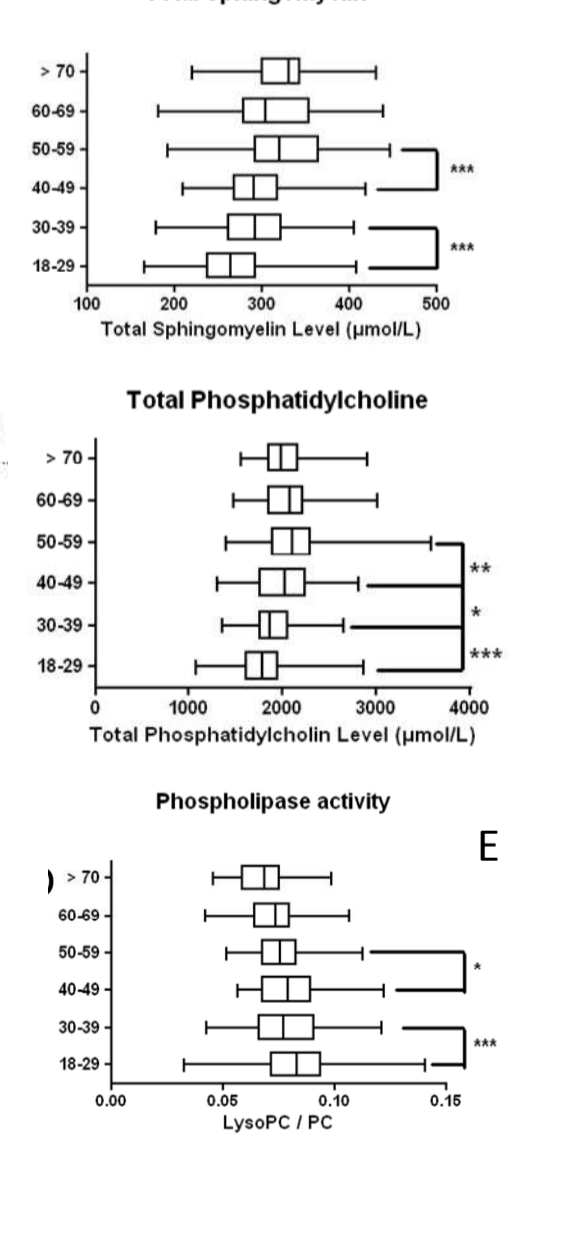 > 70
60-69
50-59
***
40-49
30-39
***
18-29
100 200 300 400 500
Total Sphingomyelin Level (µmol/L)
Total Phosphatidylcholine
> 70
60-69
50-59
**
40-49
*
30-39
***
18-29
0 1000 2000 3000 4000
Total Phosphatidylcholin Level (µmol/L)
Phospholipase activity
E
> 70
60-69
50-59
*
40-49
30-39
***
18-29
0.00 0.05 0.10 0.15
LysoPC / PC